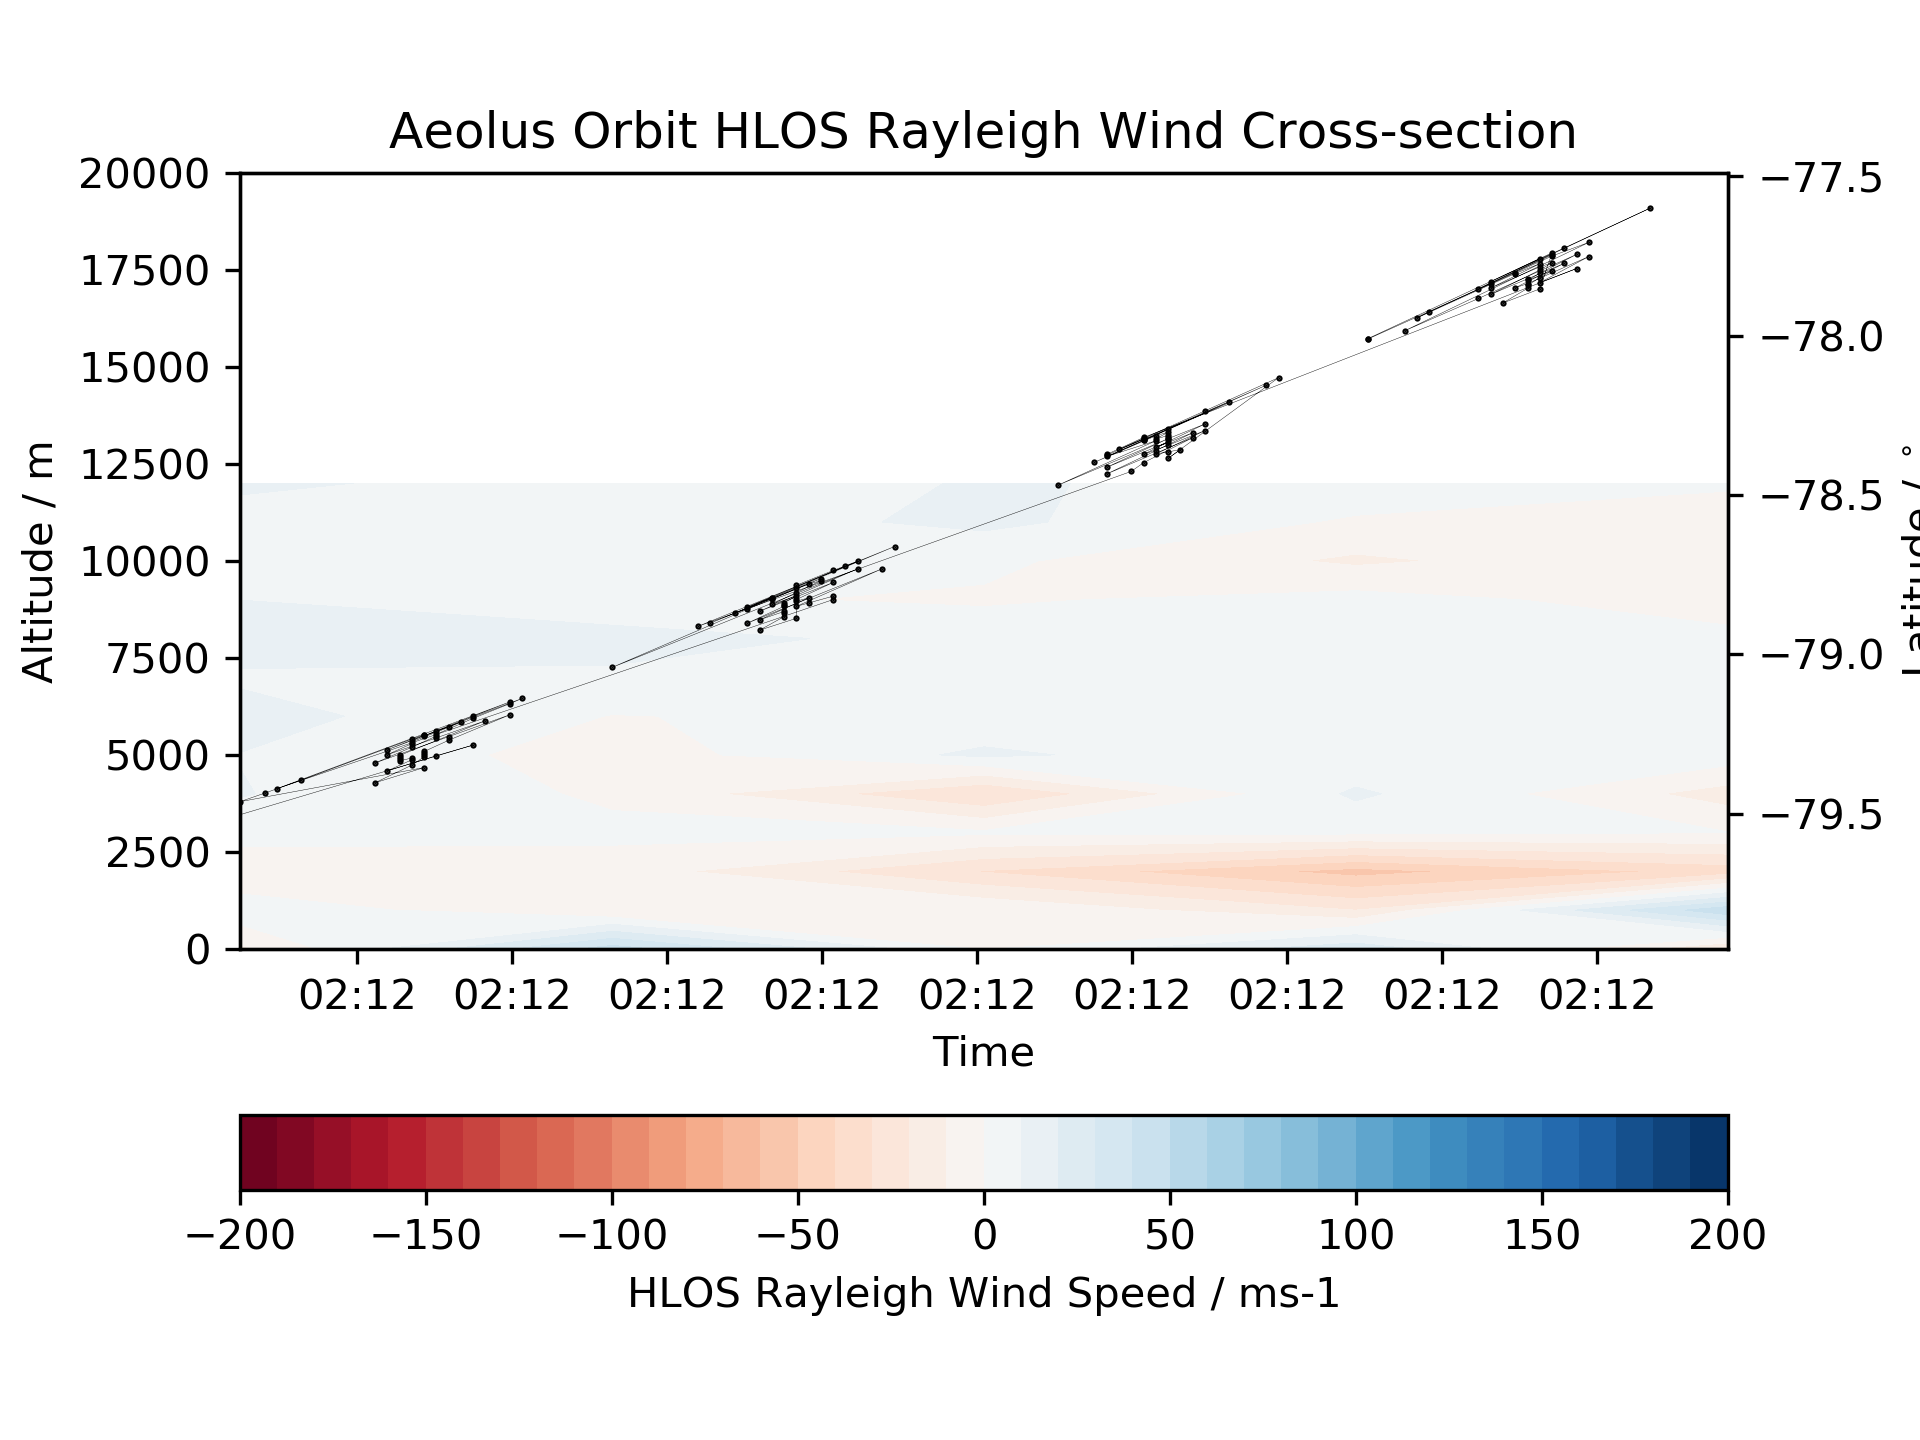 Aeolus Orbit HLOS Rayleigh Wind Cross-section
20000
17500
15000
12500
10000
7500
5000
2500
0
Altitude / m
−77.5
−78.0
−78.5
−79.0
−79.5
Latitude / °
02:12 02:12 02:12 02:12 02:12 02:12 02:12 02:12 02:12
Time
−200 −150 −100 −50 0 50 100 150 200
HLOS Rayleigh Wind Speed / ms-1